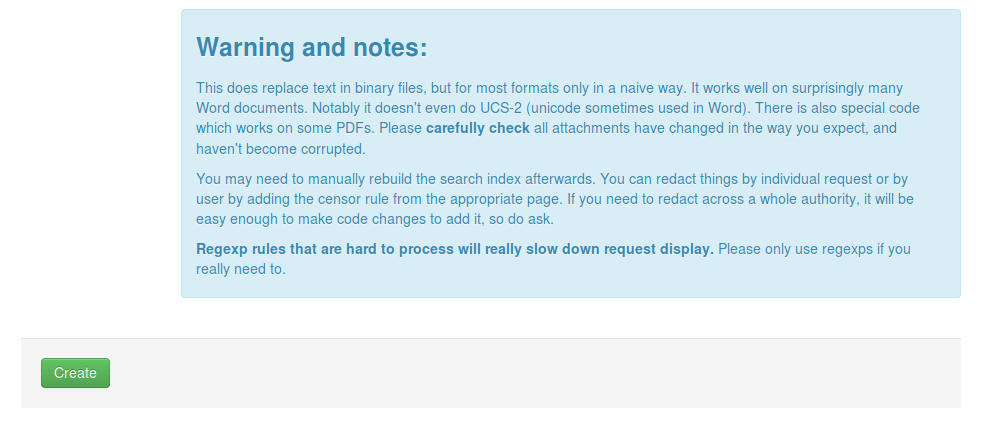 Warning and notes:
This does replace text in binary files, but for most formats only in a naive way. It works well on surprisingly many
Word documents. Notably it doesn't even do UCS-2 (unicode sometimes used in Word). There is also special code
which works on some PDFs. Please carefully check all attachments have changed in the way you expect, and
haven't become corrupted.
You may need to manually rebuild the search index afterwards. You can redact things by individual request or by
user by adding the censor rule from the appropriate page. If you need to redact across a whole authority, it will be
easy enough to make code changes to add it, so do ask.
Regexp rules that are hard to process will really slow down request display. Please only use regexps if you
really need to.
Create